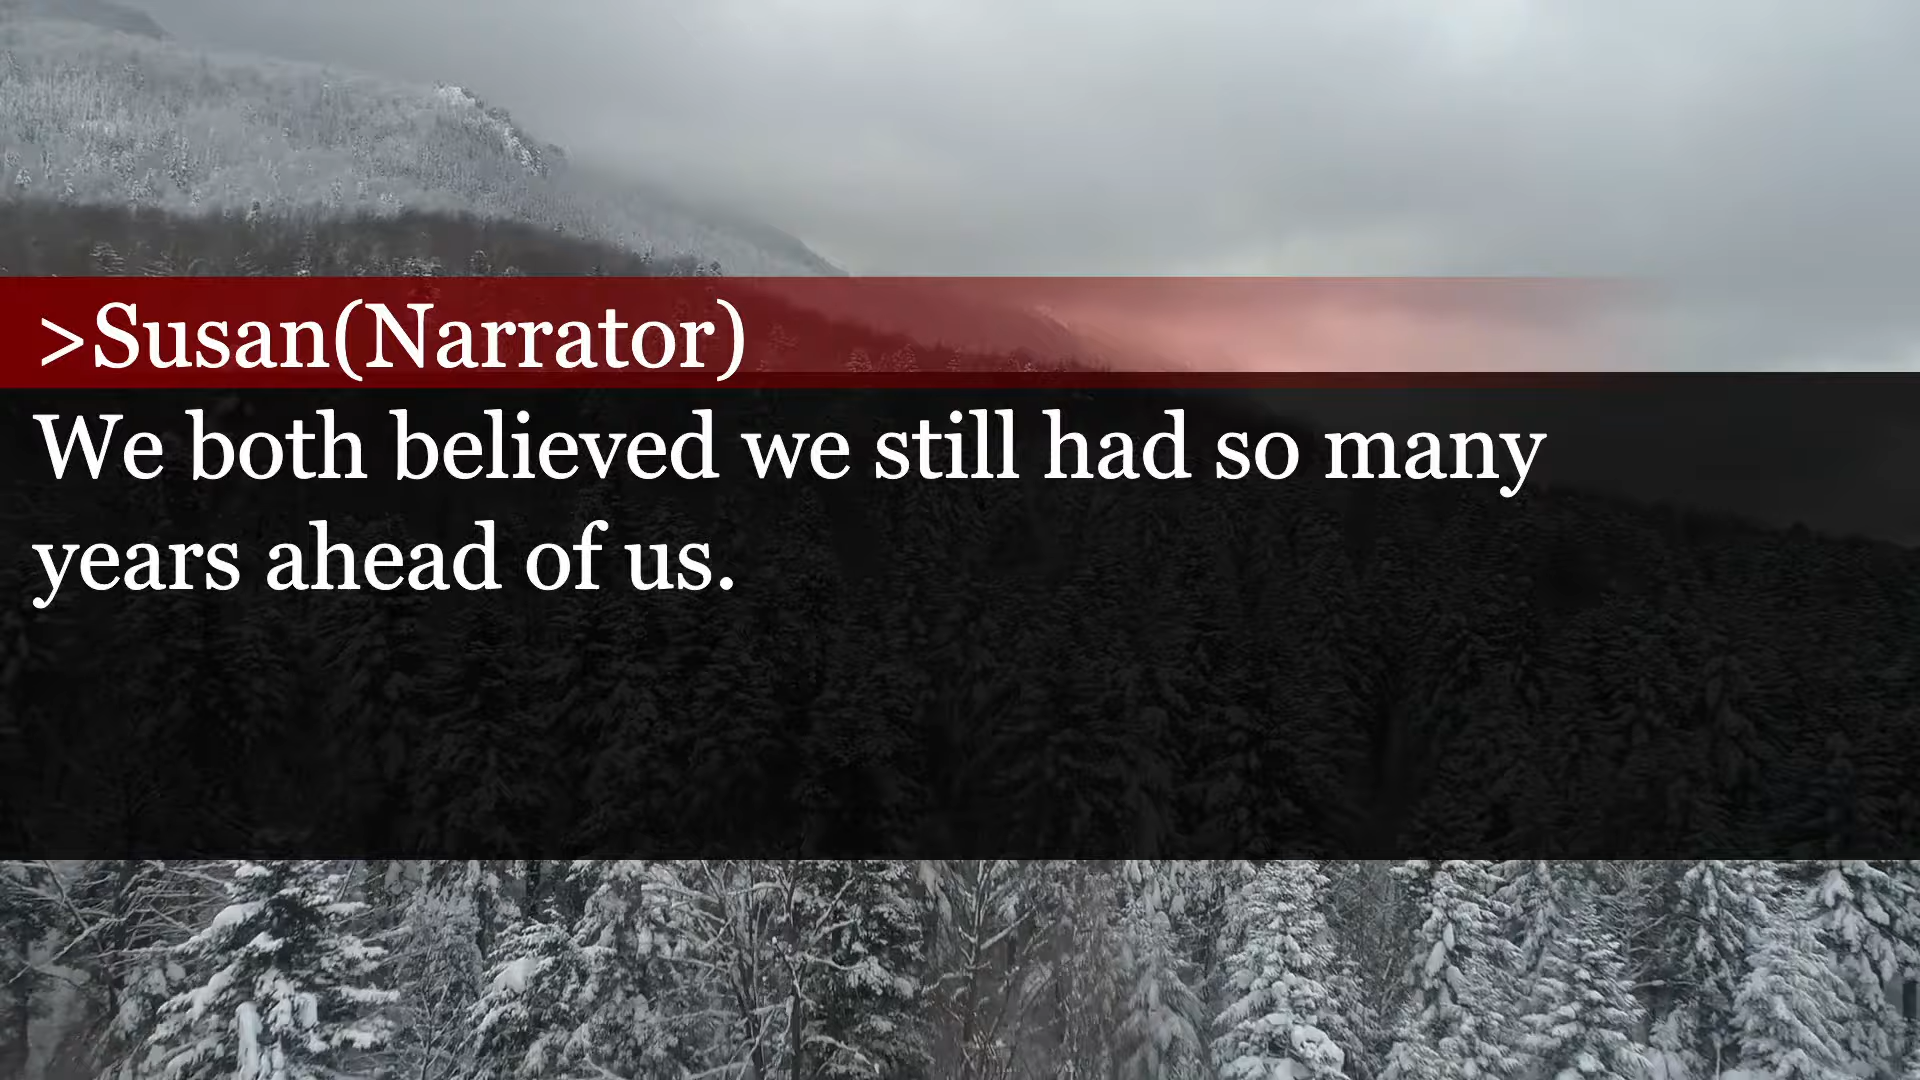 >Susan(Narrator)
We both believed we still had so many
years ahead of us.